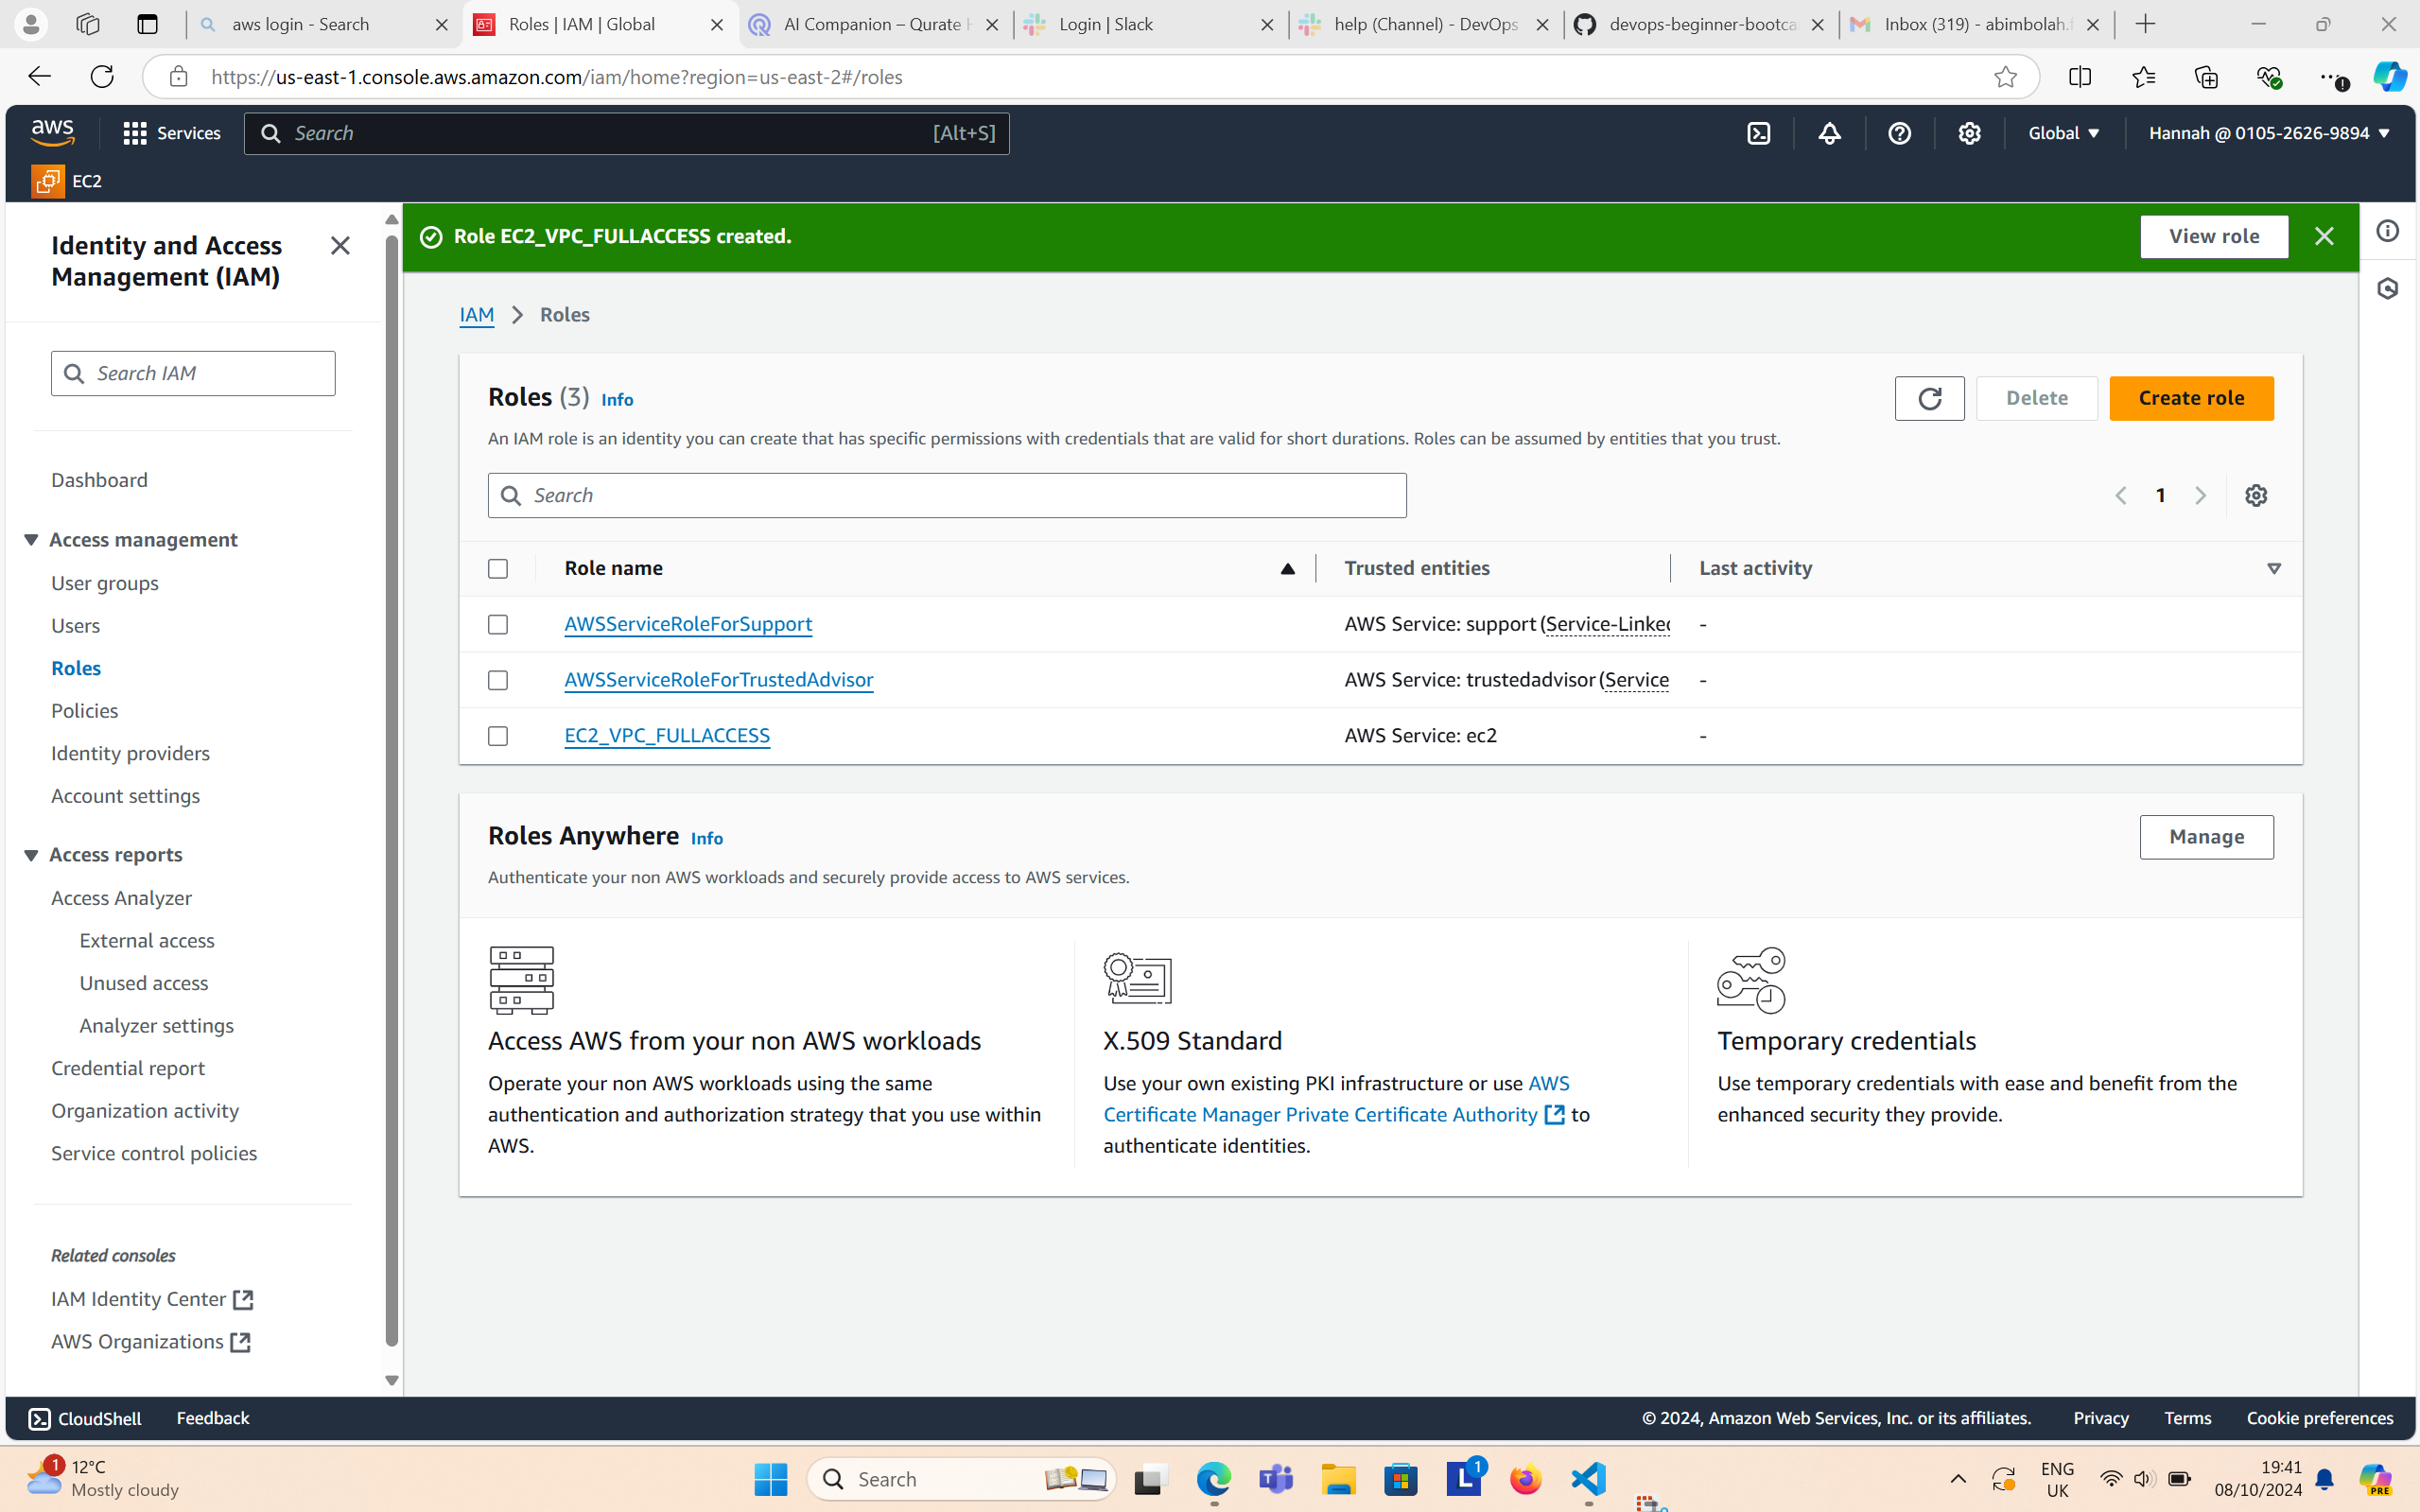 aws login - Search
Roles | IAM | Global
AI Companion – Qurate H
Login | Slack
help (Channel) - DevOps
devops-beginner-bootca
Inbox (319) - abimbolah.f
https://us-east-1.console.aws.amazon.com/iam/home?region=us-east-2#/roles
aws
Services
Search
[Alt+S]
Global
Hannah @ 0105-2626-9894
EC2
Identity and Access
Management (IAM)
Search IAM
Dashboard
Access management
User groups
Users
Roles
Policies
Identity providers
Account settings
Access reports
Access Analyzer
External access
Unused access
Analyzer settings
Credential report
Organization activity
Service control policies
Related consoles
IAM Identity Center
AWS Organizations
Role EC2_VPC_FULLACCESS created.
View role
IAM > Roles
Roles (3) Info
Delete
Create role
An IAM role is an identity you can create that has specific permissions with credentials that are valid for short durations. Roles can be assumed by entities that you trust.
Search
1
Role name
Trusted entities
Last activity
AWSServiceRoleForSupport
AWS Service: support (Service-Linked
-
AWSServiceRoleForTrustedAdvisor
AWS Service: trustedadvisor (Service
-
EC2_VPC_FULLACCESS
AWS Service: ec2
-
Roles Anywhere Info
Manage
Authenticate your non AWS workloads and securely provide access to AWS services.
Access AWS from your non AWS workloads
Operate your non AWS workloads using the same
authentication and authorization strategy that you use within
AWS.
X.509 Standard
Use your own existing PKI infrastructure or use AWS
Certificate Manager Private Certificate Authority to
authenticate identities.
Temporary credentials
Use temporary credentials with ease and benefit from the
enhanced security they provide.
CloudShell
Feedback
© 2024, Amazon Web Services, Inc. or its affiliates.
Privacy
Terms
Cookie preferences
1
12°C
Mostly cloudy
Search
L
1
ENG
UK
19:41
08/10/2024
PRE